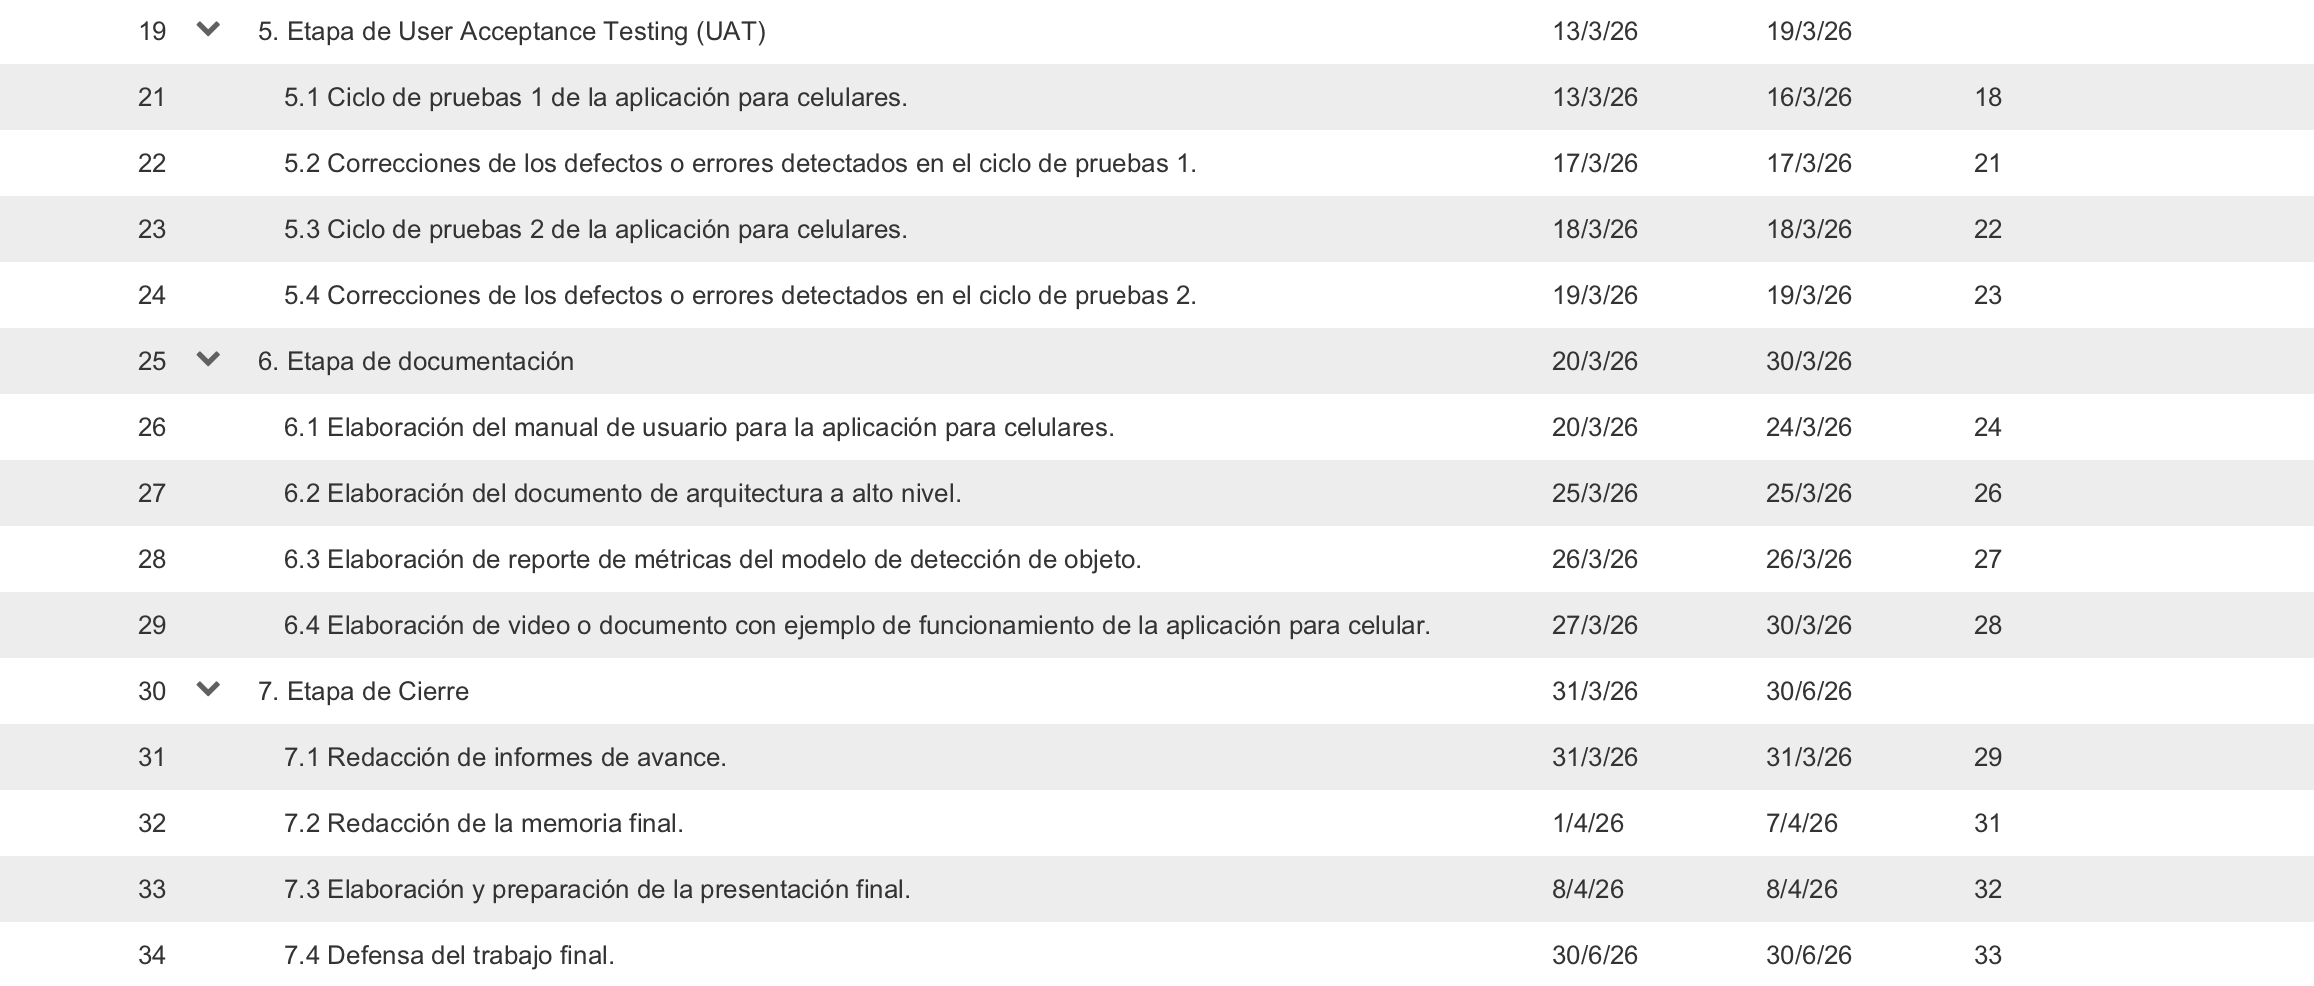 19 5. Etapa de User Acceptance Testing (UAT) 13/3/26 19/3/26
21 5.1 Ciclo de pruebas 1 de la aplicación para celulares. 13/3/26 16/3/26 18
22 5.2 Correcciones de los defectos o errores detectados en el ciclo de pruebas 1. 17/3/26 17/3/26 21
23 5.3 Ciclo de pruebas 2 de la aplicación para celulares. 18/3/26 18/3/26 22
24 5.4 Correcciones de los defectos o errores detectados en el ciclo de pruebas 2. 19/3/26 19/3/26 23
25 6. Etapa de documentación 20/3/26 30/3/26
26 6.1 Elaboración del manual de usuario para la aplicación para celulares. 20/3/26 24/3/26 24
27 6.2 Elaboración del documento de arquitectura a alto nivel. 25/3/26 25/3/26 26
28 6.3 Elaboración de reporte de métricas del modelo de detección de objeto. 26/3/26 26/3/26 27
29 6.4 Elaboración de video o documento con ejemplo de funcionamiento de la aplicación para celular. 27/3/26 30/3/26 28
30 7. Etapa de Cierre 31/3/26 30/6/26
31 7.1 Redacción de informes de avance. 31/3/26 31/3/26 29
32 7.2 Redacción de la memoria final. 1/4/26 7/4/26 31
33 7.3 Elaboración y preparación de la presentación final. 8/4/26 8/4/26 32
34 7.4 Defensa del trabajo final. 30/6/26 30/6/26 33